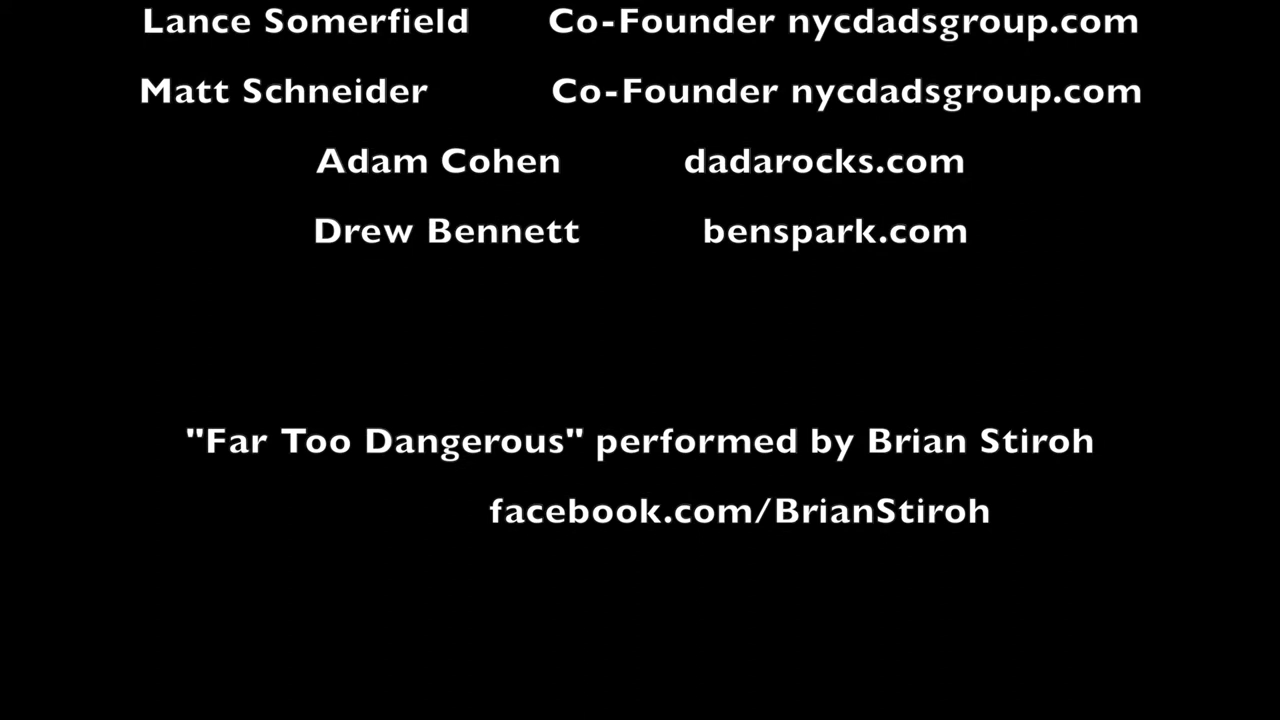 Lance Somerfield Co-Founder nycdadsgroup.com
Matt Schneider Co-Founder nycdadsgroup.com
Adam Cohen dadarocks.com
Drew Bennett benspark.com
"Far Too Dangerous" performed by Brian Stiroh
facebook.com/BrianStiroh